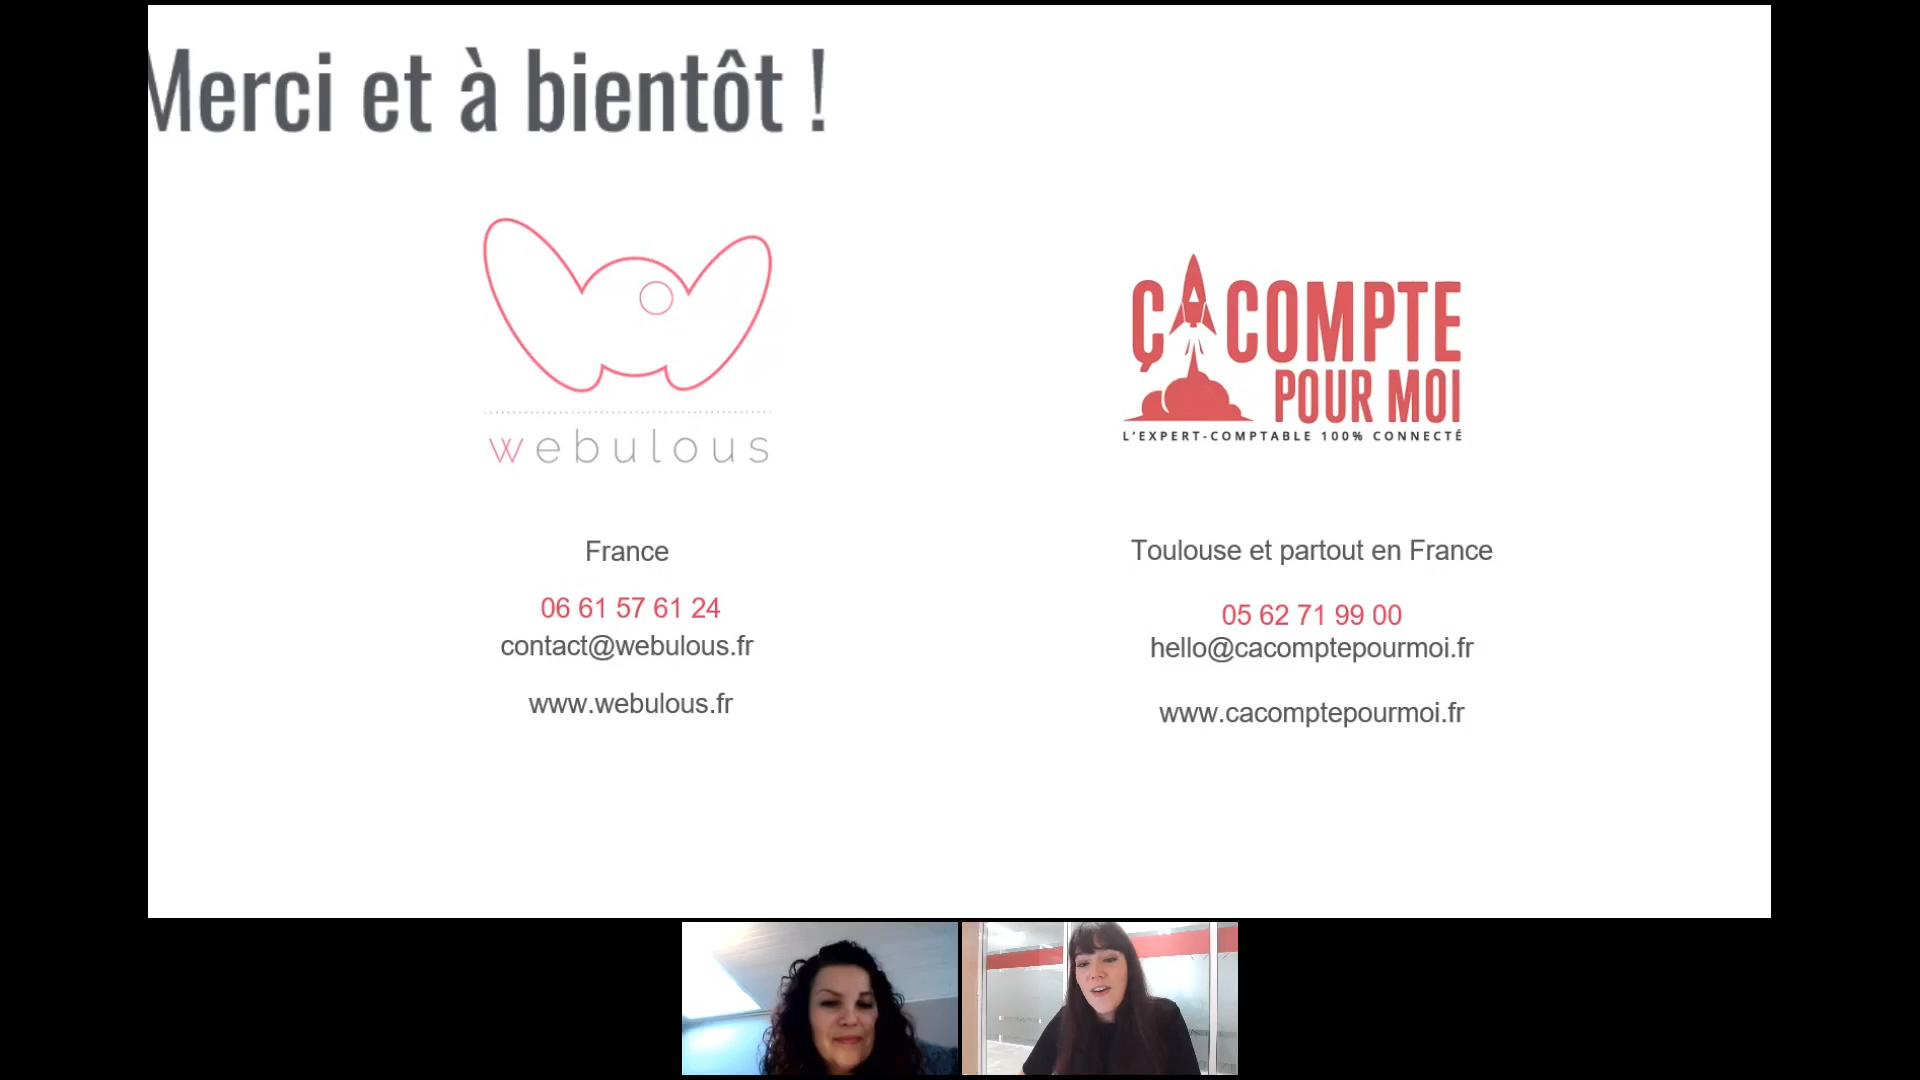 Merci et à bientôt !
webulous
France
06 61 57 61 24
contact@webulous.fr
www.webulous.fr
ÇA COMPTE
POUR MOI
L'EXPERT-COMPTABLE 100% CONNECTÉ
Toulouse et partout en France
05 62 71 99 00
hello@cacomptepourmoi.fr
www.cacomptepourmoi.fr